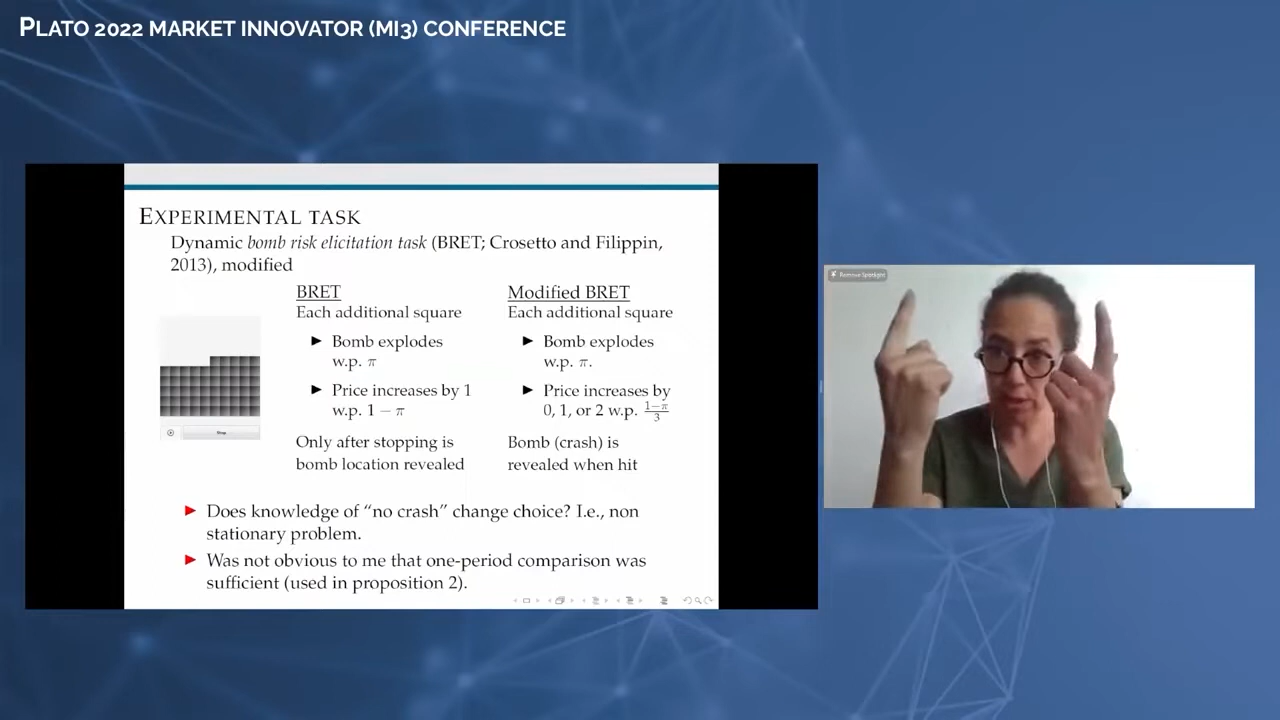 PLATO 2022 MARKET INNOVATOR (MI3) CONFERENCE
EXPERIMENTAL TASK
Dynamic bomb risk elicitation task (BRET; Crosetto and Filippin,
2013), modified
BRET
Each additional square
► Bomb explodes
w.p. π
► Price increases by 1
w.p. 1 − π
Only after stopping is
bomb location revealed
Modified BRET
Each additional square
► Bomb explodes
w.p. π.
► Price increases by
0, 1, or 2 w.p. (1−π)/3
Bomb (crash) is
revealed when hit
Stop
► Does knowledge of “no crash” change choice? I.e., non
stationary problem.
► Was not obvious to me that one-period comparison was
sufficient (used in proposition 2).
Remove Spotlight